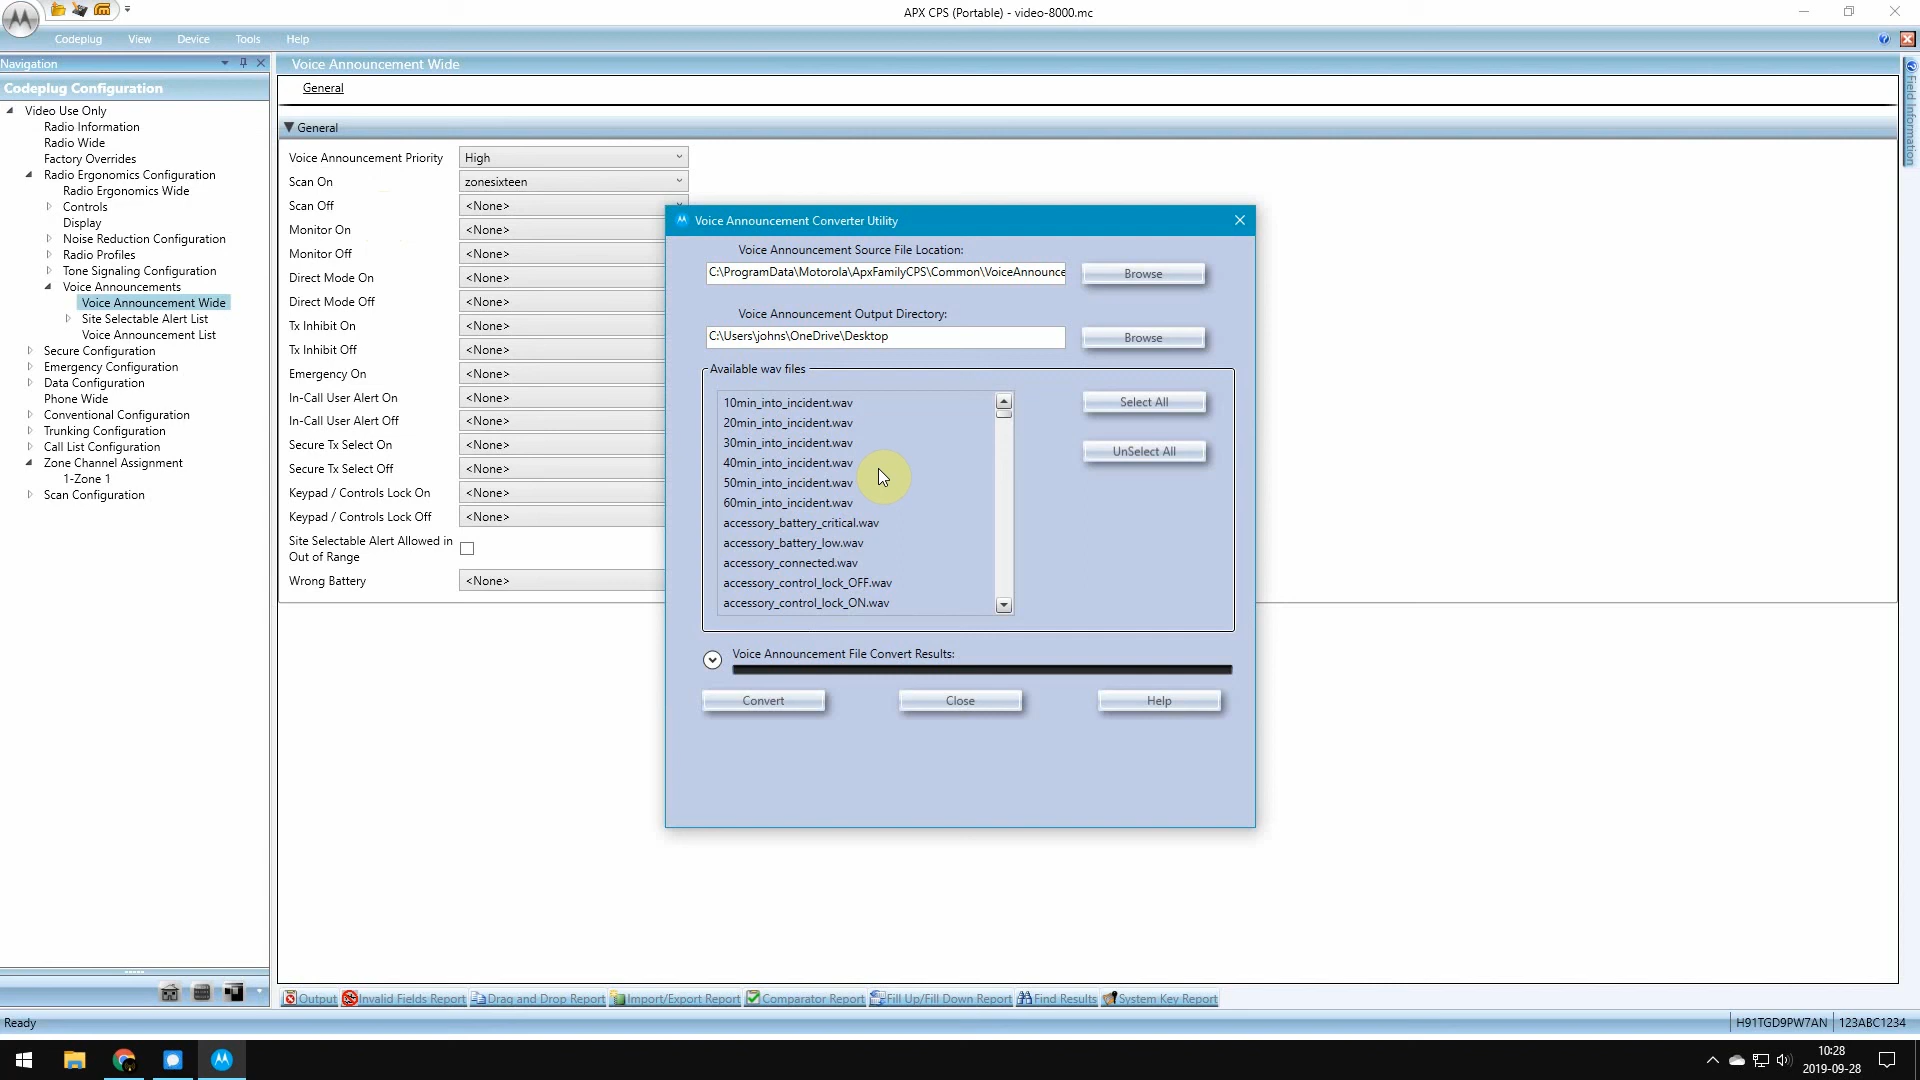 APX CPS (Portable) - video-8000.mc
Codeplug View Device Tools Help
Navigation
Codeplug Configuration
Video Use Only
Radio Information
Radio Wide
Factory Overrides
Radio Ergonomics Configuration
Radio Ergonomics Wide
Controls
Display
Noise Reduction Configuration
Radio Profiles
Tone Signaling Configuration
Voice Announcements
Voice Announcement Wide
Site Selectable Alert List
Voice Announcement List
Secure Configuration
Emergency Configuration
Data Configuration
Phone Wide
Conventional Configuration
Trunking Configuration
Call List Configuration
Zone Channel Assignment
1-Zone 1
Scan Configuration
Voice Announcement Wide
General
General
Voice Announcement Priority High
Scan On zonesixteen
Scan Off <None>
Monitor On <None>
Monitor Off <None>
Direct Mode On <None>
Direct Mode Off <None>
Tx Inhibit On <None>
Tx Inhibit Off <None>
Emergency On <None>
In-Call User Alert On <None>
In-Call User Alert Off <None>
Secure Tx Select On <None>
Secure Tx Select Off <None>
Keypad / Controls Lock On <None>
Keypad / Controls Lock Off <None>
Site Selectable Alert Allowed in
Out of Range
Wrong Battery <None>
Voice Announcement Converter Utility
Voice Announcement Source File Location:
C:\ProgramData\Motorola\ApxFamilyCPS\Common\VoiceAnnounce Browse
Voice Announcement Output Directory:
C:\Users\johns\OneDrive\Desktop Browse
Available wav files
10min_into_incident.wav
20min_into_incident.wav
30min_into_incident.wav
40min_into_incident.wav
50min_into_incident.wav
60min_into_incident.wav
accessory_battery_critical.wav
accessory_battery_low.wav
accessory_connected.wav
accessory_control_lock_OFF.wav
accessory_control_lock_ON.wav
Select All
UnSelect All
Voice Announcement File Convert Results:
Convert Close Help
Field Information
Output Invalid Fields Report Drag and Drop Report Import/Export Report Comparator Report Fill Up/Fill Down Report Find Results System Key Report
Ready H91TGD9PW7AN 123ABC1234
10:28
2019-09-28